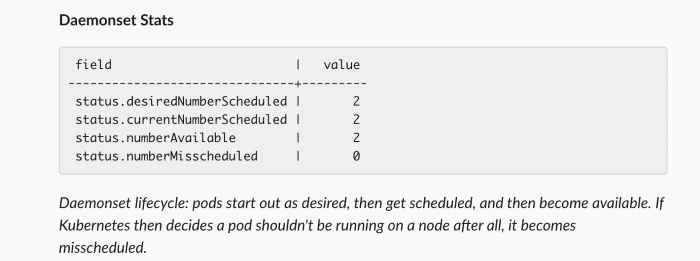 Daemonset Stats
field | value
------------------------------+---------
status.desiredNumberScheduled | 2
status.currentNumberScheduled | 2
status.numberAvailable | 2
status.numberMisscheduled | 0
Daemonset lifecycle: pods start out as desired, then get scheduled, and then become available. If
Kubernetes then decides a pod shouldn't be running on a node after all, it becomes
misscheduled.